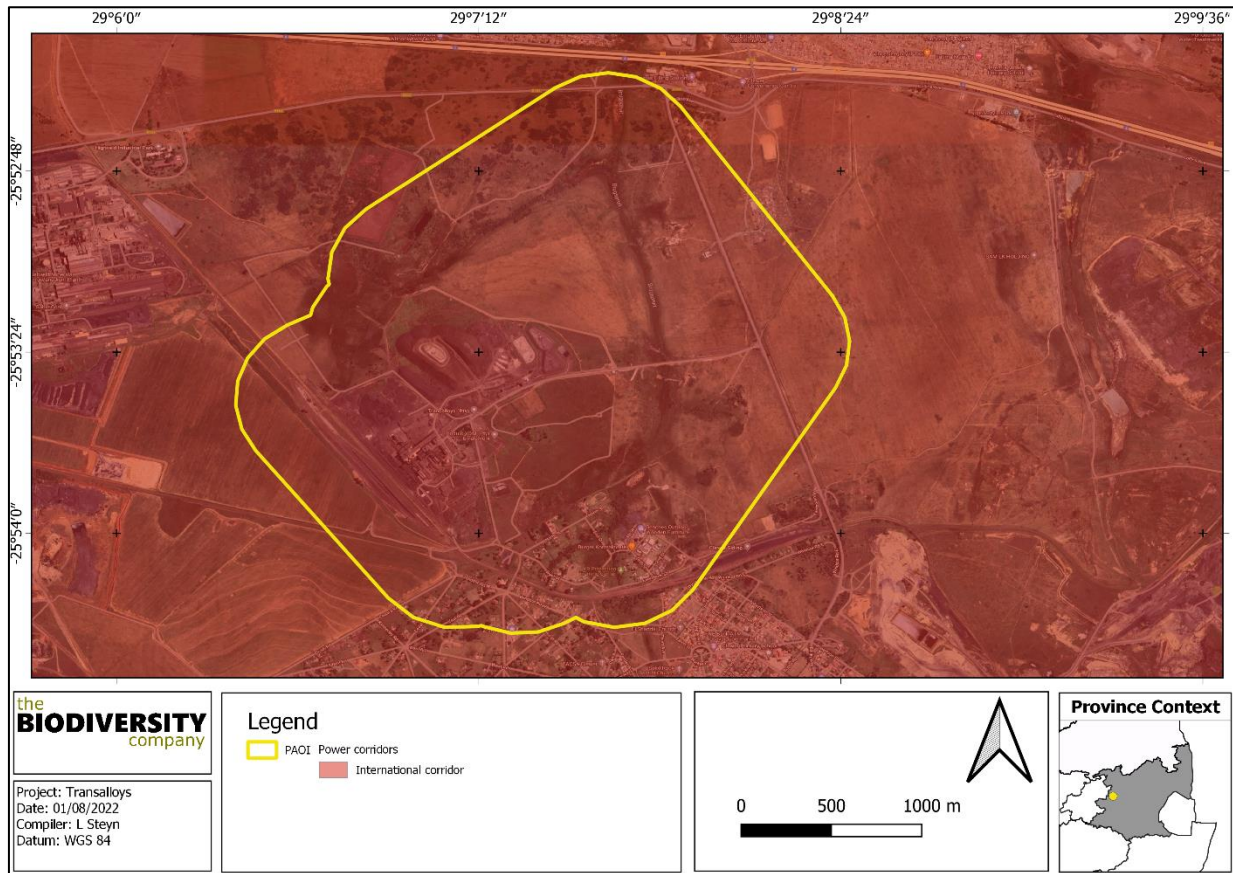 29°6′0″ 29°7′12″ 29°8′24″ 29°9′36″
-25°52′48″
-25°53′24″
-25°54′0″
the
BIODIVERSITY
company
Project: Transalloys
Date: 01/08/2022
Compiler: L Steyn
Datum: WGS 84
Legend
PAOI Power corridors
International corridor
0 500 1000 m
Province Context